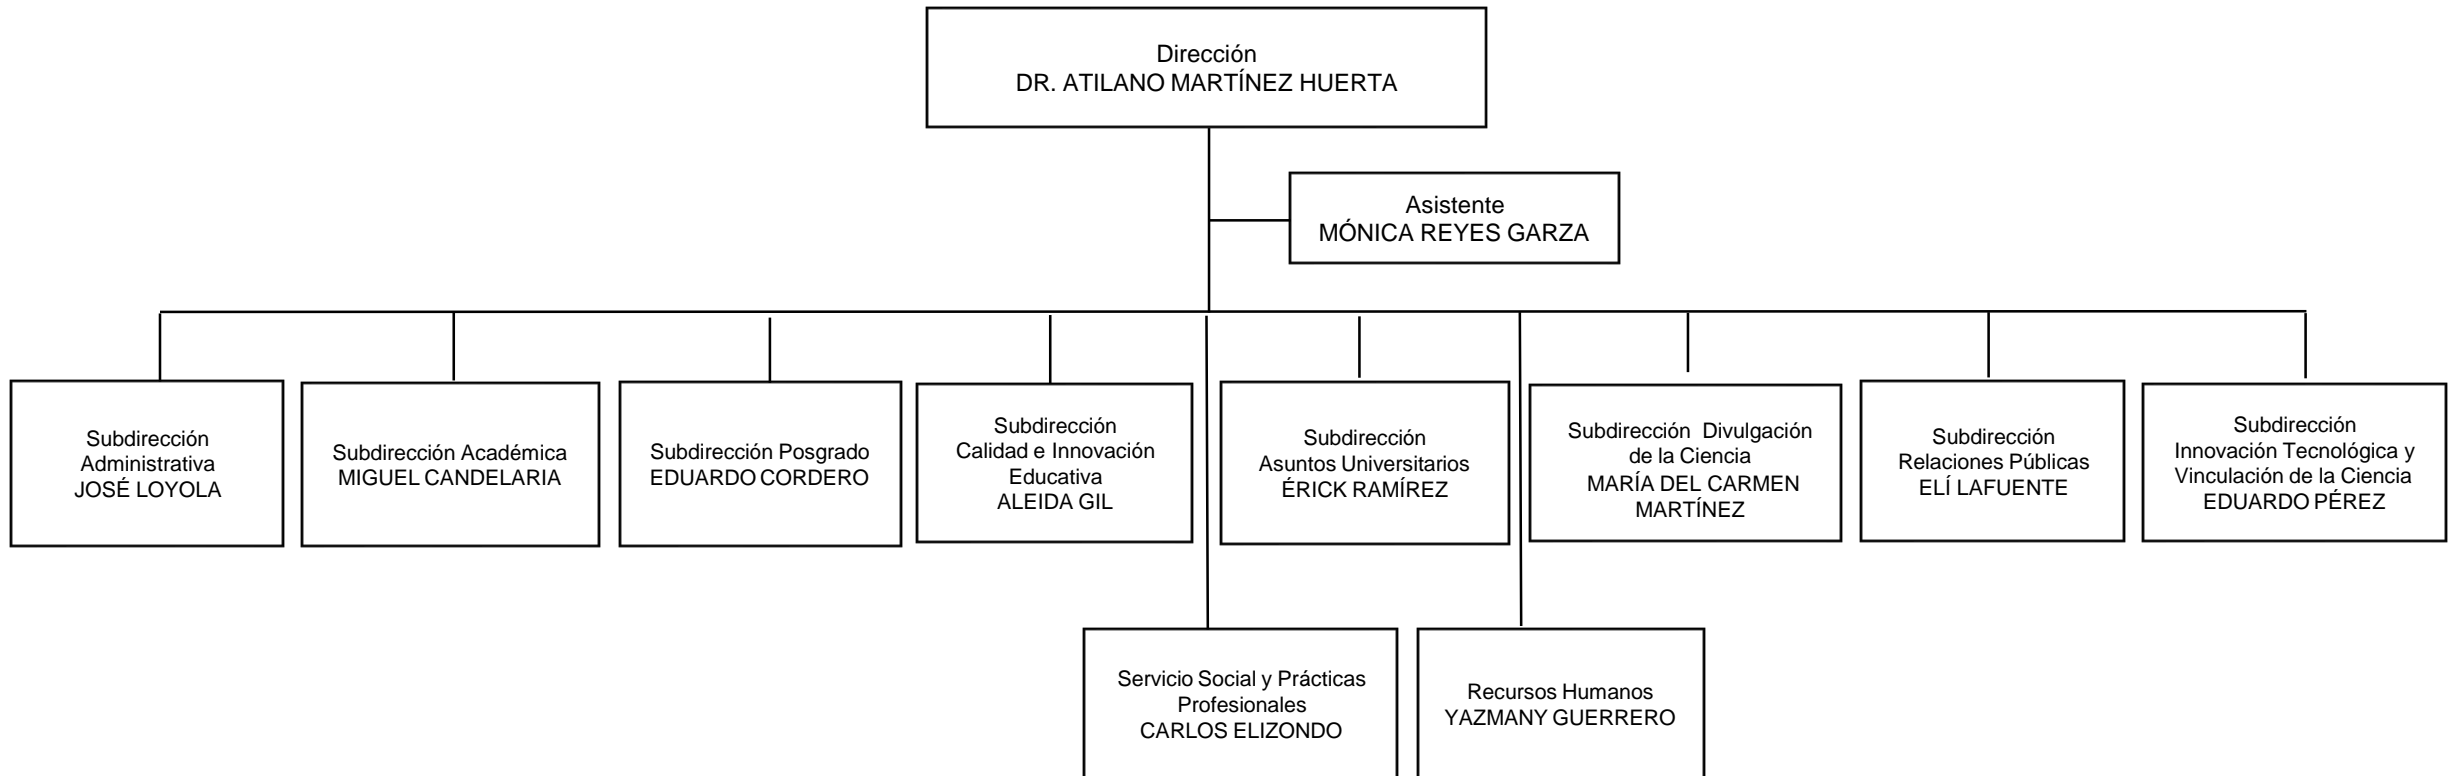 Dirección
DR. ATILANO MARTÍNEZ HUERTA
Asistente
MÓNICA REYES GARZA
Subdirección
Administrativa
JOSÉ LOYOLA
Subdirección Académica
MIGUEL CANDELARIA
Subdirección Posgrado
EDUARDO CORDERO
Subdirección
Calidad e Innovación
Educativa
ALEIDA GIL
Subdirección
Asuntos Universitarios
ÉRICK RAMÍREZ
Subdirección Divulgación
de la Ciencia
MARÍA DEL CARMEN
MARTÍNEZ
Subdirección
Relaciones Públicas
ELÍ LAFUENTE
Subdirección
Innovación Tecnológica y
Vinculación de la Ciencia
EDUARDO PÉREZ
Servicio Social y Prácticas
Profesionales
CARLOS ELIZONDO
Recursos Humanos
YAZMANY GUERRERO